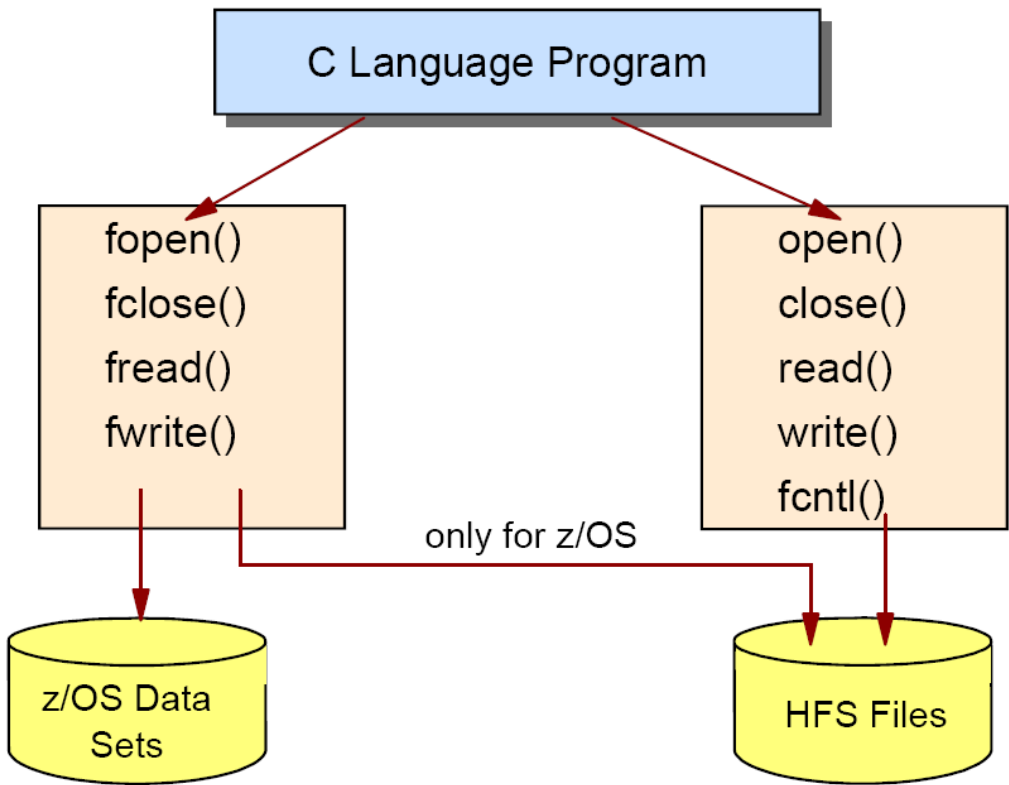 C Language Program
fopen()
fclose()
fread()
fwrite()
open()
close()
read()
write()
fcntl()
only for z/OS
z/OS Data
Sets
HFS Files